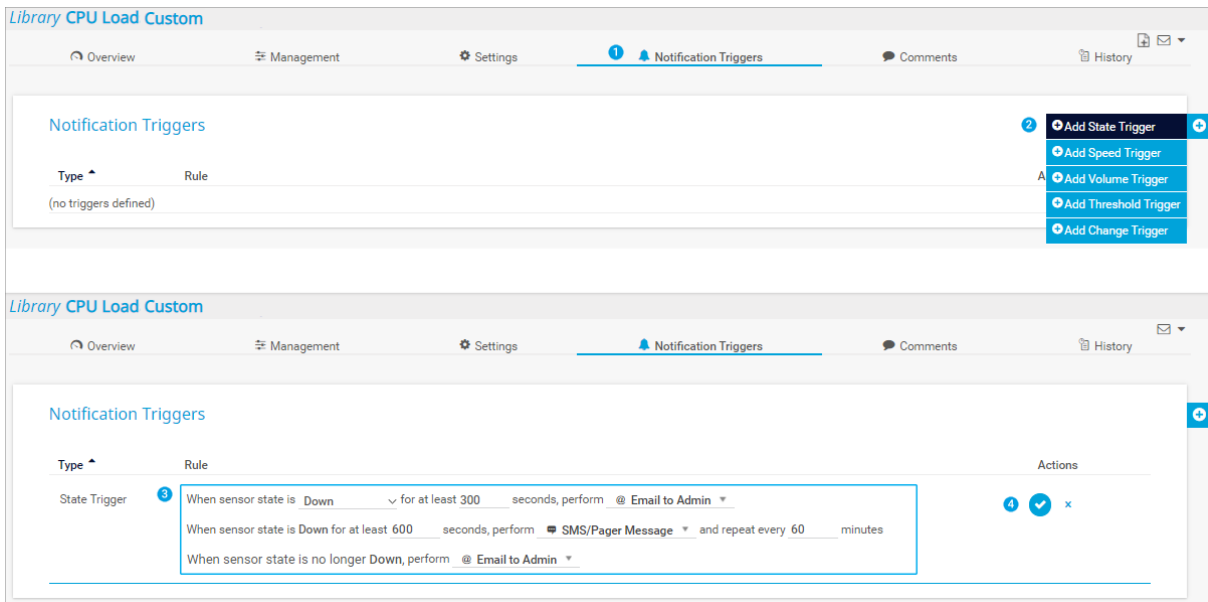 Library CPU Load Custom
Overview Management Settings 1 Notification Triggers Comments History
Notification Triggers 2 Add State Trigger
Add Speed Trigger
Type Rule A Add Volume Trigger
(no triggers defined) Add Threshold Trigger
Add Change Trigger
Library CPU Load Custom
Overview Management Settings Notification Triggers Comments History
Notification Triggers
Type Rule Actions
State Trigger 3 When sensor state is Down for at least 300 seconds, perform @ Email to Admin 4 x
When sensor state is Down for at least 600 seconds, perform SMS/Pager Message and repeat every 60 minutes
When sensor state is no longer Down, perform @ Email to Admin